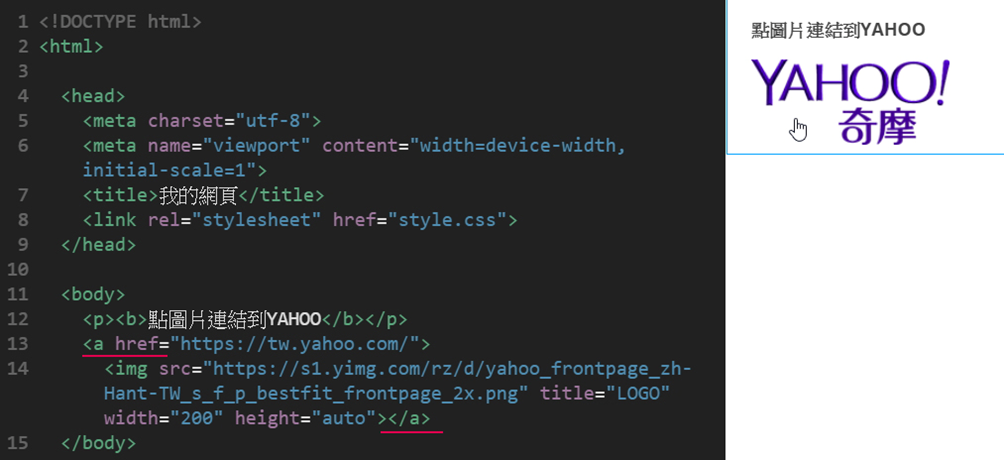 1 <!DOCTYPE html>
2 <html>
3
4 <head>
5 <meta charset="utf-8">
6 <meta name="viewport" content="width=device-width,
initial-scale=1">
7 <title>我的網頁</title>
8 <link rel="stylesheet" href="style.css">
9 </head>
10
11 <body>
12 <p><b>點圖片連結到YAHOO</b></p>
13 <a href="https://tw.yahoo.com/">
14 <img src="https://s1.yimg.com/rz/d/yahoo_frontpage_zh-
Hant-TW_s_f_p_bestfit_frontpage_2x.png" title="LOGO"
width="200" height="auto"></a>
15 </body>
點圖片連結到YAHOO
YAHOO!
奇摩